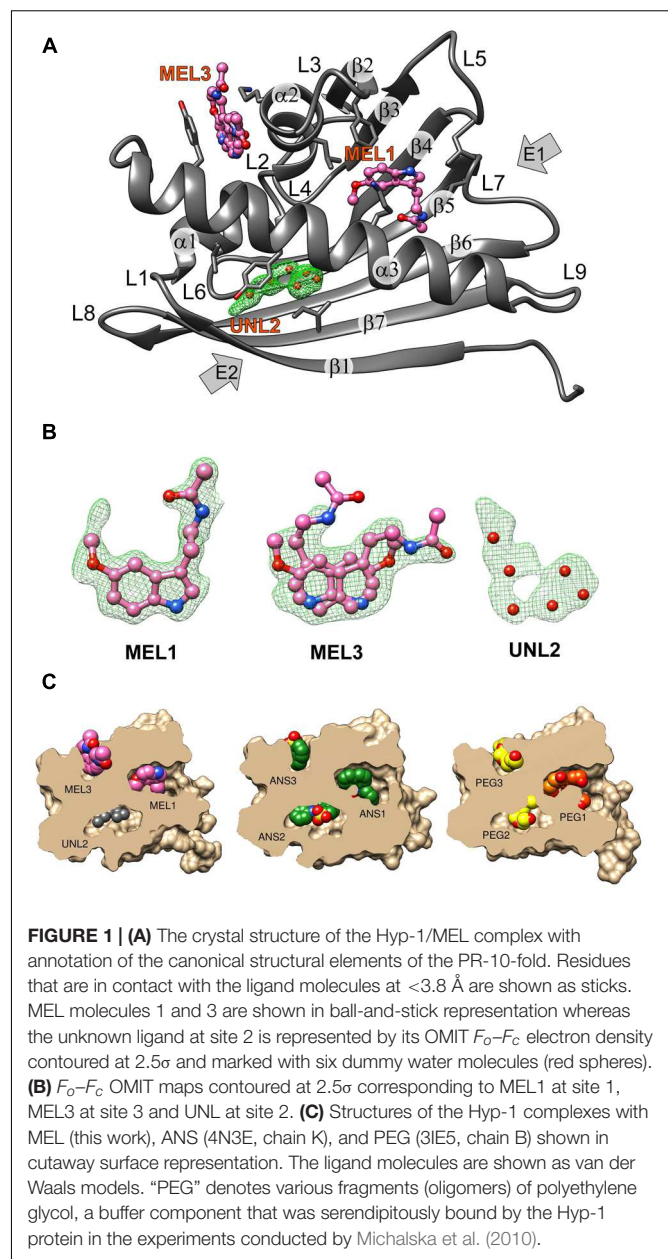 A
MEL3
L3
β2
L5
α2
β3
MEL1
β4
E1
L2
L4
L7
β5
α1
β6
L1
L6
α3
L9
L8
UNL2
β7
E2
β1
B
MEL1 MEL3 UNL2
C
MEL3
MEL1
UNL2
ANS3
ANS1
ANS2
PEG3
PEG1
PEG2
FIGURE 1 | (A) The crystal structure of the Hyp-1/MEL complex with
annotation of the canonical structural elements of the PR-10-fold. Residues
that are in contact with the ligand molecules at <3.8 Å are shown as sticks.
MEL molecules 1 and 3 are shown in ball-and-stick representation whereas
the unknown ligand at site 2 is represented by its OMIT Fo–Fc electron density
contoured at 2.5σ and marked with six dummy water molecules (red spheres).
(B) Fo–Fc OMIT maps contoured at 2.5σ corresponding to MEL1 at site 1,
MEL3 at site 3 and UNL at site 2. (C) Structures of the Hyp-1 complexes with
MEL (this work), ANS (4N3E, chain K), and PEG (3IE5, chain B) shown in
cutaway surface representation. The ligand molecules are shown as van der
Waals models. “PEG” denotes various fragments (oligomers) of polyethylene
glycol, a buffer component that was serendipitously bound by the Hyp-1
protein in the experiments conducted by Michalska et al. (2010).